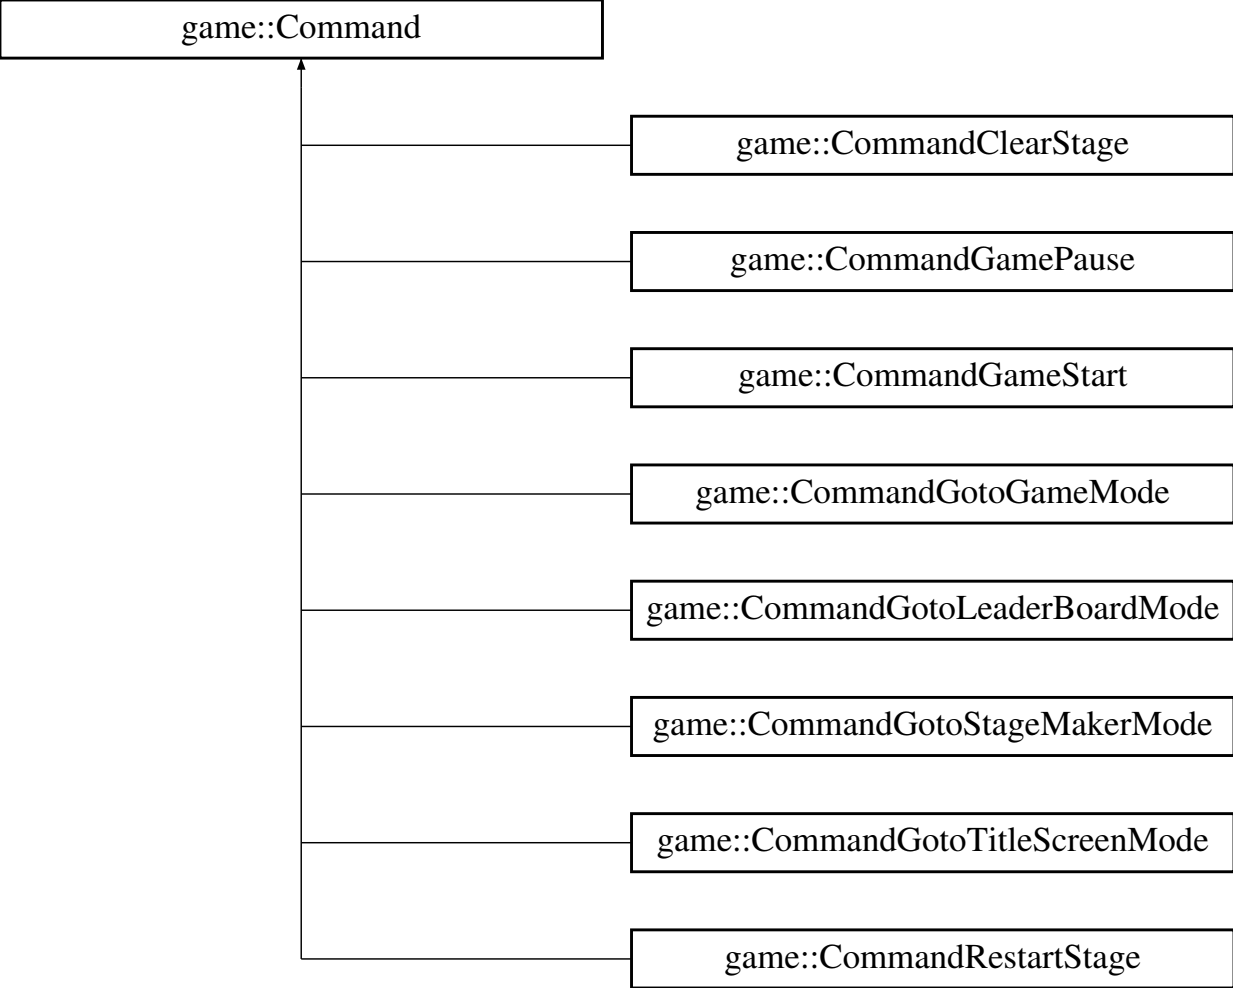 game::Command
game::CommandClearStage
game::CommandGamePause
game::CommandGameStart
game::CommandGotoGameMode
game::CommandGotoLeaderBoardMode
game::CommandGotoStageMakerMode
game::CommandGotoTitleScreenMode
game::CommandRestartStage